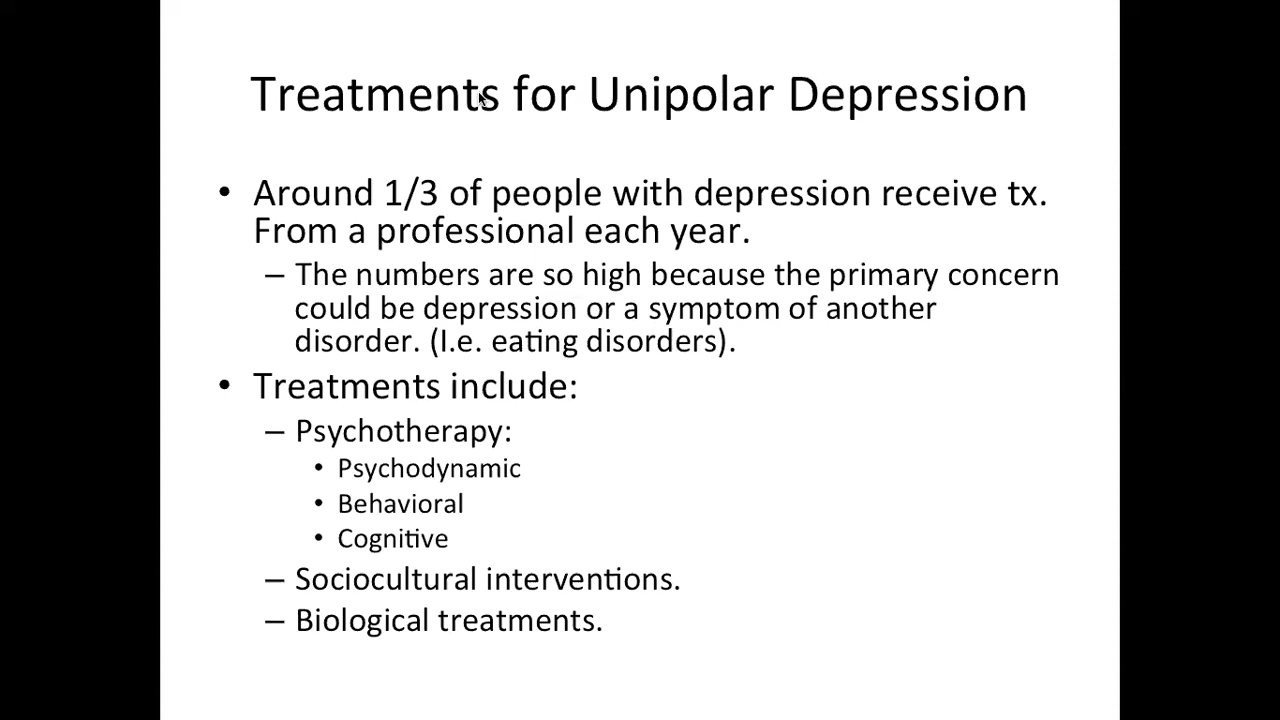 Treatments for Unipolar Depression
• Around 1/3 of people with depression receive tx.
From a professional each year.
– The numbers are so high because the primary concern
could be depression or a symptom of another
disorder. (I.e. eating disorders).
• Treatments include:
– Psychotherapy:
• Psychodynamic
• Behavioral
• Cognitive
– Sociocultural interventions.
– Biological treatments.